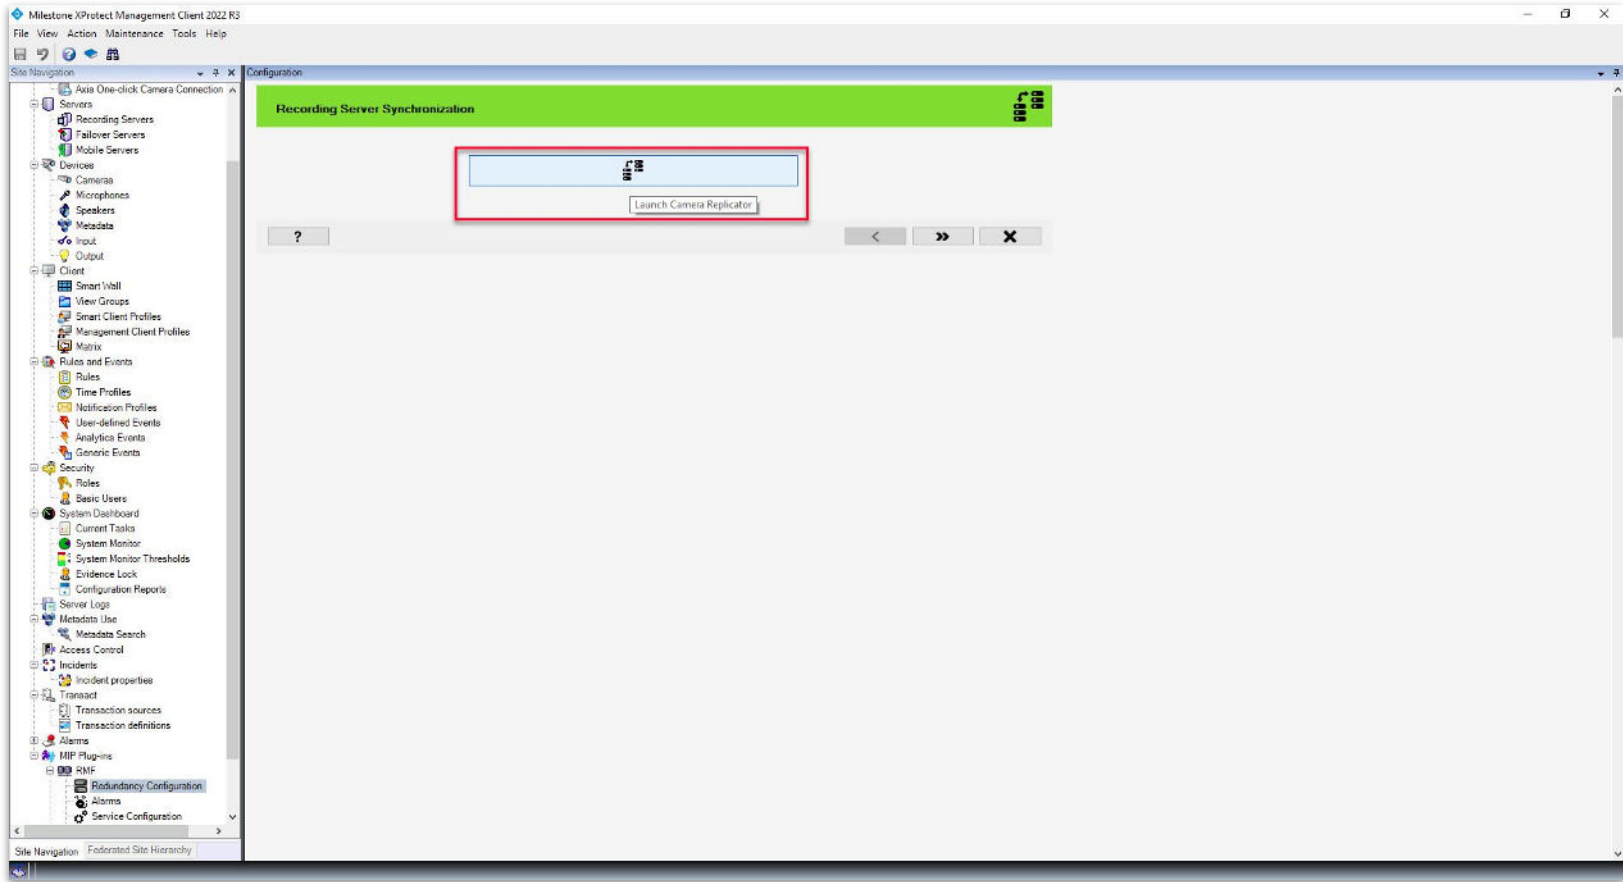 Milestone XProtect Management Client 2022 R3
File View Action Maintenance Tools Help
Site Navigation
Configuration
Axis One-click Camera Connection
Servers
Recording Servers
Failover Servers
Mobile Servers
Devices
Cameras
Microphones
Speakers
Metadata
Input
Output
Client
Smart Wall
View Groups
Smart Client Profiles
Management Client Profiles
Matrix
Rules and Events
Rules
Time Profiles
Notification Profiles
User-defined Events
Analytics Events
Generic Events
Security
Roles
Basic Users
System Dashboard
Current Tasks
System Monitor
System Monitor Thresholds
Evidence Lock
Configuration Reports
Server Logs
Metadata Use
Metadata Search
Access Control
Incidents
Incident properties
Transact
Transaction sources
Transaction definitions
Alarms
MIP Plug-ins
RMF
Redundancy Configuration
Alarms
Service Configuration
Site Navigation Federated Site Hierarchy
Recording Server Synchronization
Launch Camera Replicator
?